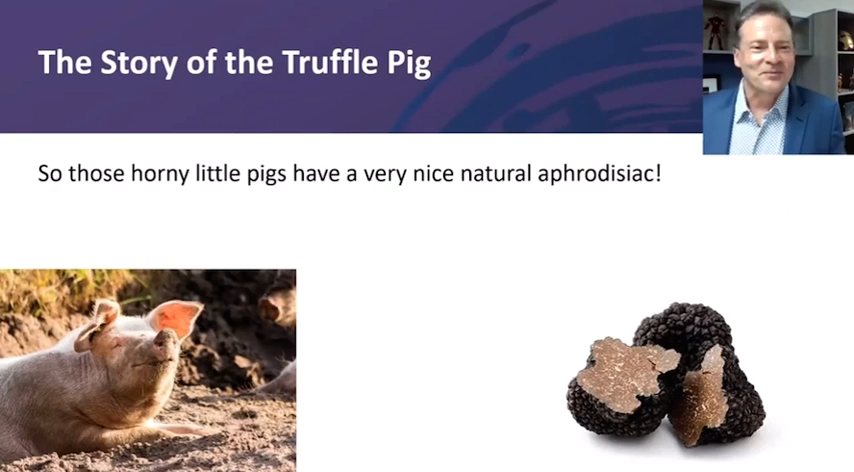 The Story of the Truffle Pig
So those horny little pigs have a very nice natural aphrodisiac!